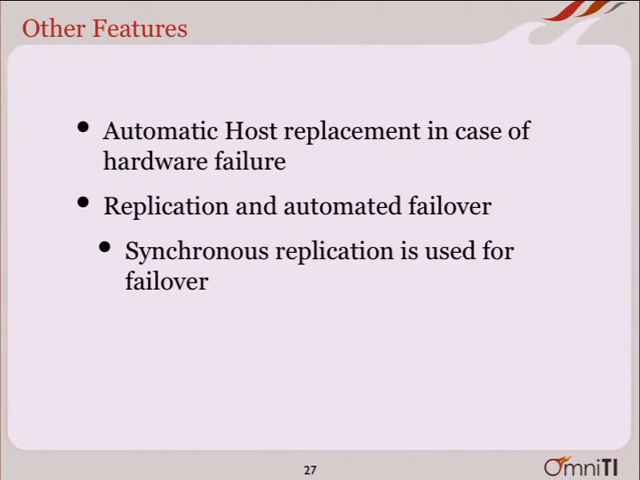 Other Features
• Automatic Host replacement in case of
hardware failure
• Replication and automated failover
• Synchronous replication is used for
failover
27
OmniTI